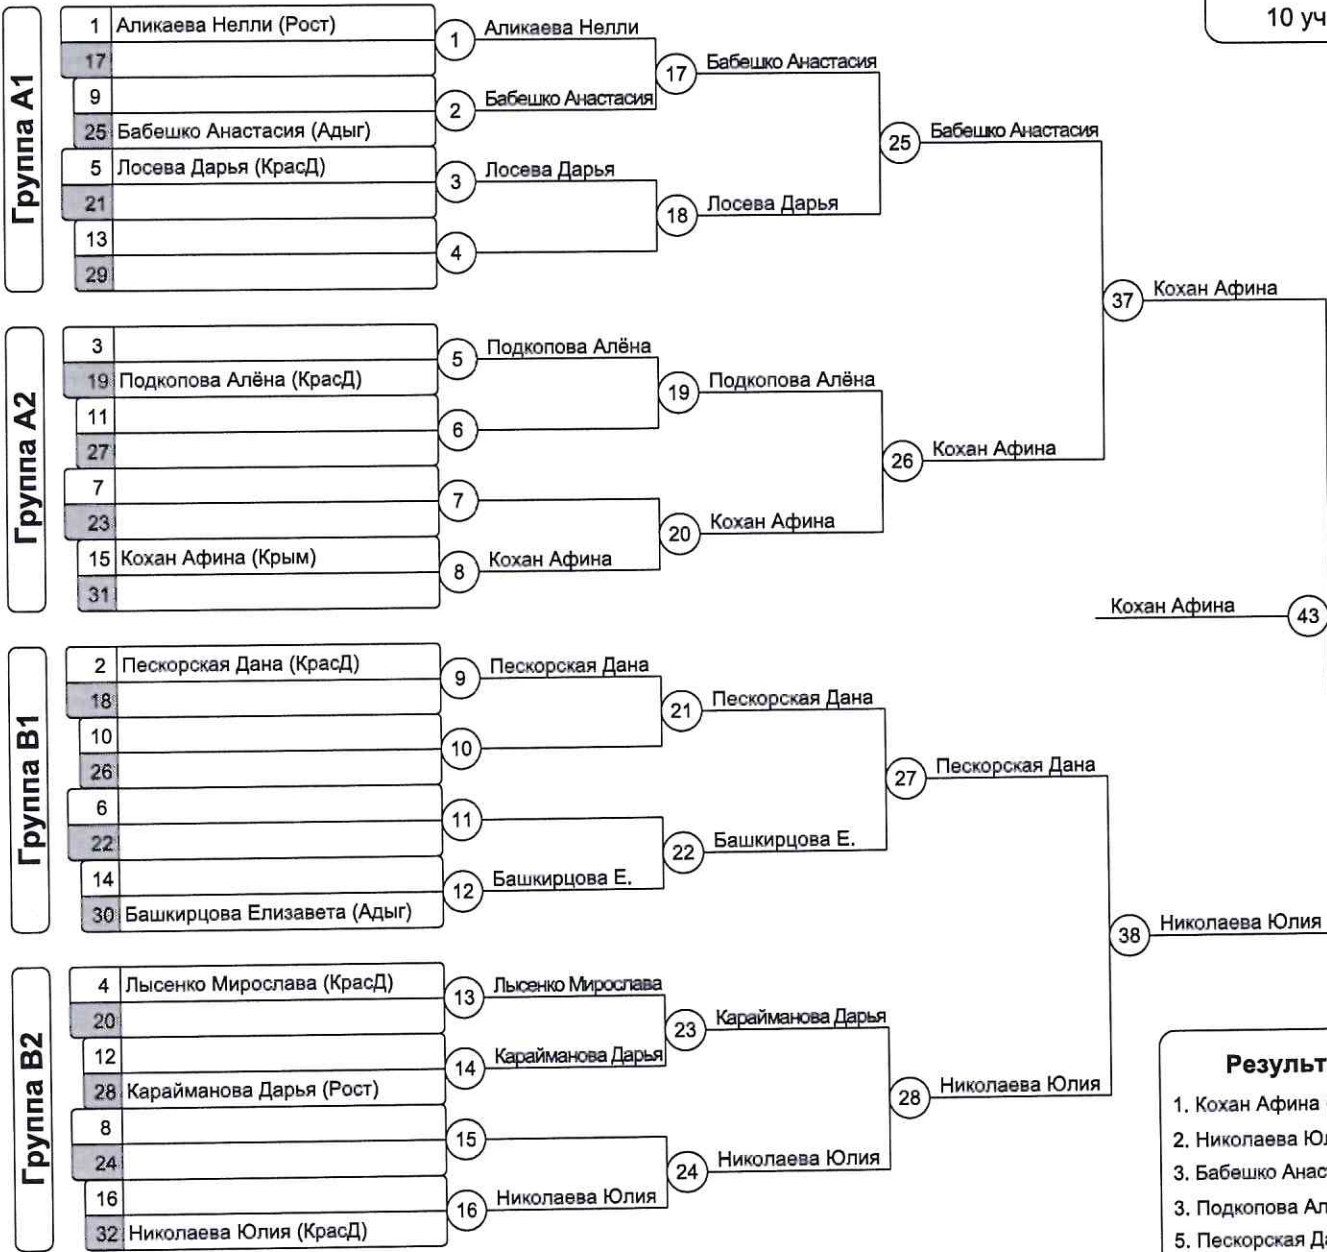 10 уч
Группа A1
1 Аликаева Нелли (Рост)
17
9
25 Бабешко Анастасия (Адыг)
5 Лосева Дарья (КрасД)
21
13
29
1 Аликаева Нелли
2 Бабешко Анастасия
3 Лосева Дарья
4
17 Бабешко Анастасия
18 Лосева Дарья
25 Бабешко Анастасия
Группа A2
3
19 Подкопова Алёна (КрасД)
11
27
7
23
15 Кохан Афина (Крым)
31
5 Подкопова Алёна
6
7
8 Кохан Афина
19 Подкопова Алёна
20 Кохан Афина
26 Кохан Афина
37 Кохан Афина
Кохан Афина 43
Группа B1
2 Пескорская Дана (КрасД)
18
10
26
6
22
14
30 Башкирцова Елизавета (Адыг)
9 Пескорская Дана
10
11
12 Башкирцова Е.
21 Пескорская Дана
22 Башкирцова Е.
27 Пескорская Дана
Группа B2
4 Лысенко Мирослава (КрасД)
20
12
28 Карайманова Дарья (Рост)
8
24
16
32 Николаева Юлия (КрасД)
13 Лысенко Мирослава
14 Карайманова Дарья
15
16 Николаева Юлия
23 Карайманова Дарья
24 Николаева Юлия
28 Николаева Юлия
38 Николаева Юлия
Результ
1. Кохан Афина
2. Николаева Юл
3. Бабешко Анас
3. Подкопова Ал
5. Пескорская Да